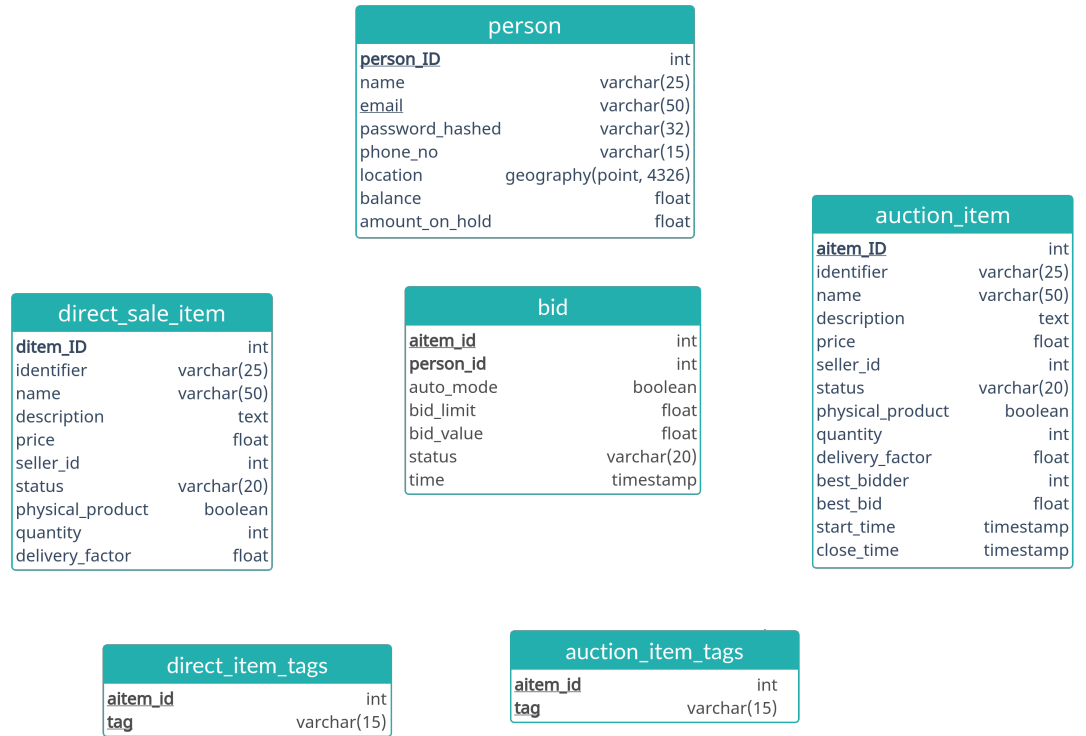 person
person_ID int
name varchar(25)
email varchar(50)
password_hashed varchar(32)
phone_no varchar(15)
location geography(point, 4326)
balance float
amount_on_hold float
auction_item
aitem_ID int
identifier varchar(25)
name varchar(50)
description text
price float
seller_id int
status varchar(20)
physical_product boolean
quantity int
delivery_factor float
best_bidder int
best_bid float
start_time timestamp
close_time timestamp
direct_sale_item
ditem_ID int
identifier varchar(25)
name varchar(50)
description text
price float
seller_id int
status varchar(20)
physical_product boolean
quantity int
delivery_factor float
bid
aitem_id int
person_id int
auto_mode boolean
bid_limit float
bid_value float
status varchar(20)
time timestamp
direct_item_tags
aitem_id int
tag varchar(15)
auction_item_tags
aitem_id int
tag varchar(15)